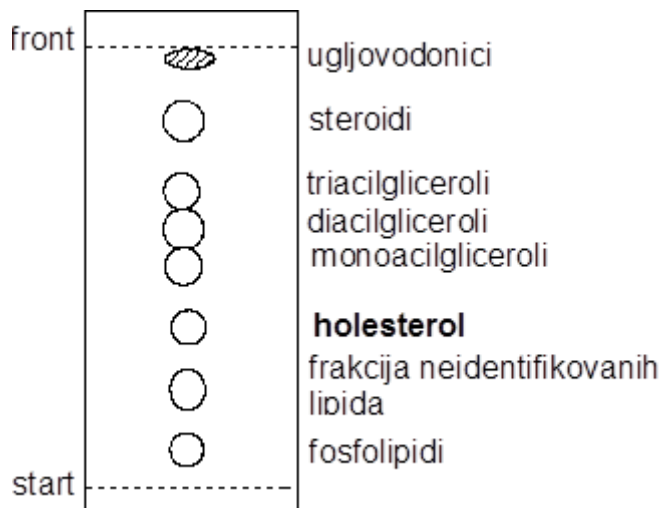 front
ugljovodonici
steroidi
triacilgliceroli
diacilgliceroli
monoacilgliceroli
holesterol
frakcija neidentifikovanih
lipida
fosfolipidi
start